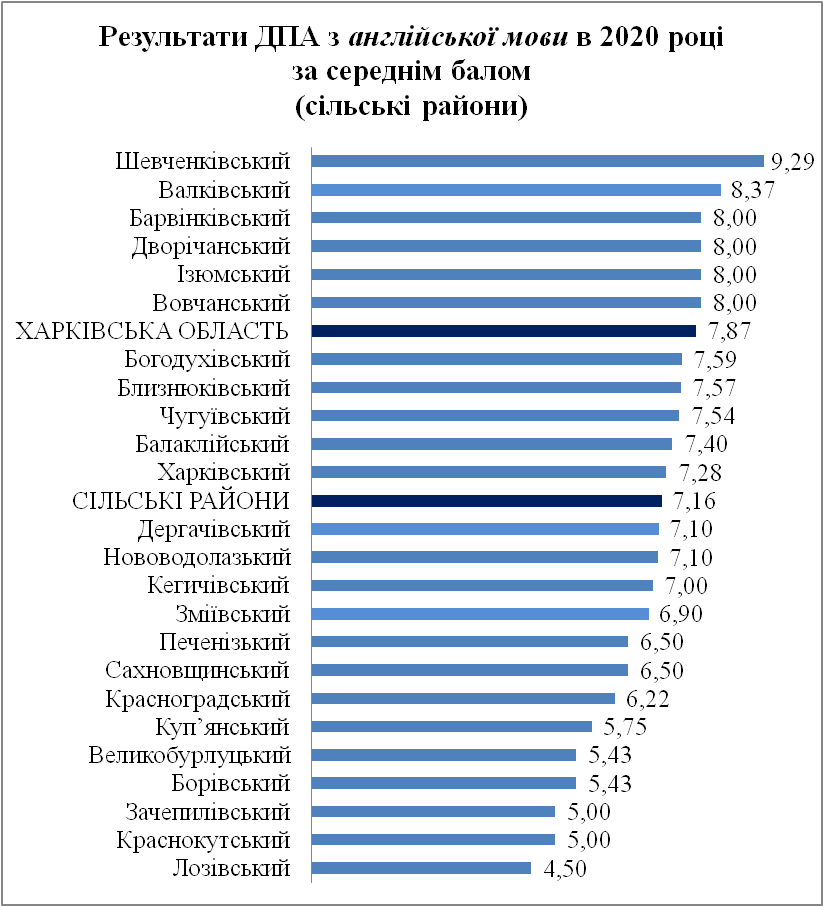 Результати ДПА з англійської мови в 2020 році
за середнім балом
(сільські райони)
Шевченківський 9,29
Валківський 8,37
Барвінківський 8,00
Дворічанський 8,00
Ізюмський 8,00
Вовчанський 8,00
ХАРКІВСЬКА ОБЛАСТЬ 7,87
Богодухівський 7,59
Близнюківський 7,57
Чугуївський 7,54
Балаклійський 7,40
Харківський 7,28
СІЛЬСЬКІ РАЙОНИ 7,16
Дергачівський 7,10
Нововодолазький 7,10
Кегичівський 7,00
Зміївський 6,90
Печенізький 6,50
Сахновщинський 6,50
Красноградський 6,22
Куп’янський 5,75
Великобурлуцький 5,43
Борівський 5,43
Зачепилівський 5,00
Краснокутський 5,00
Лозівський 4,50